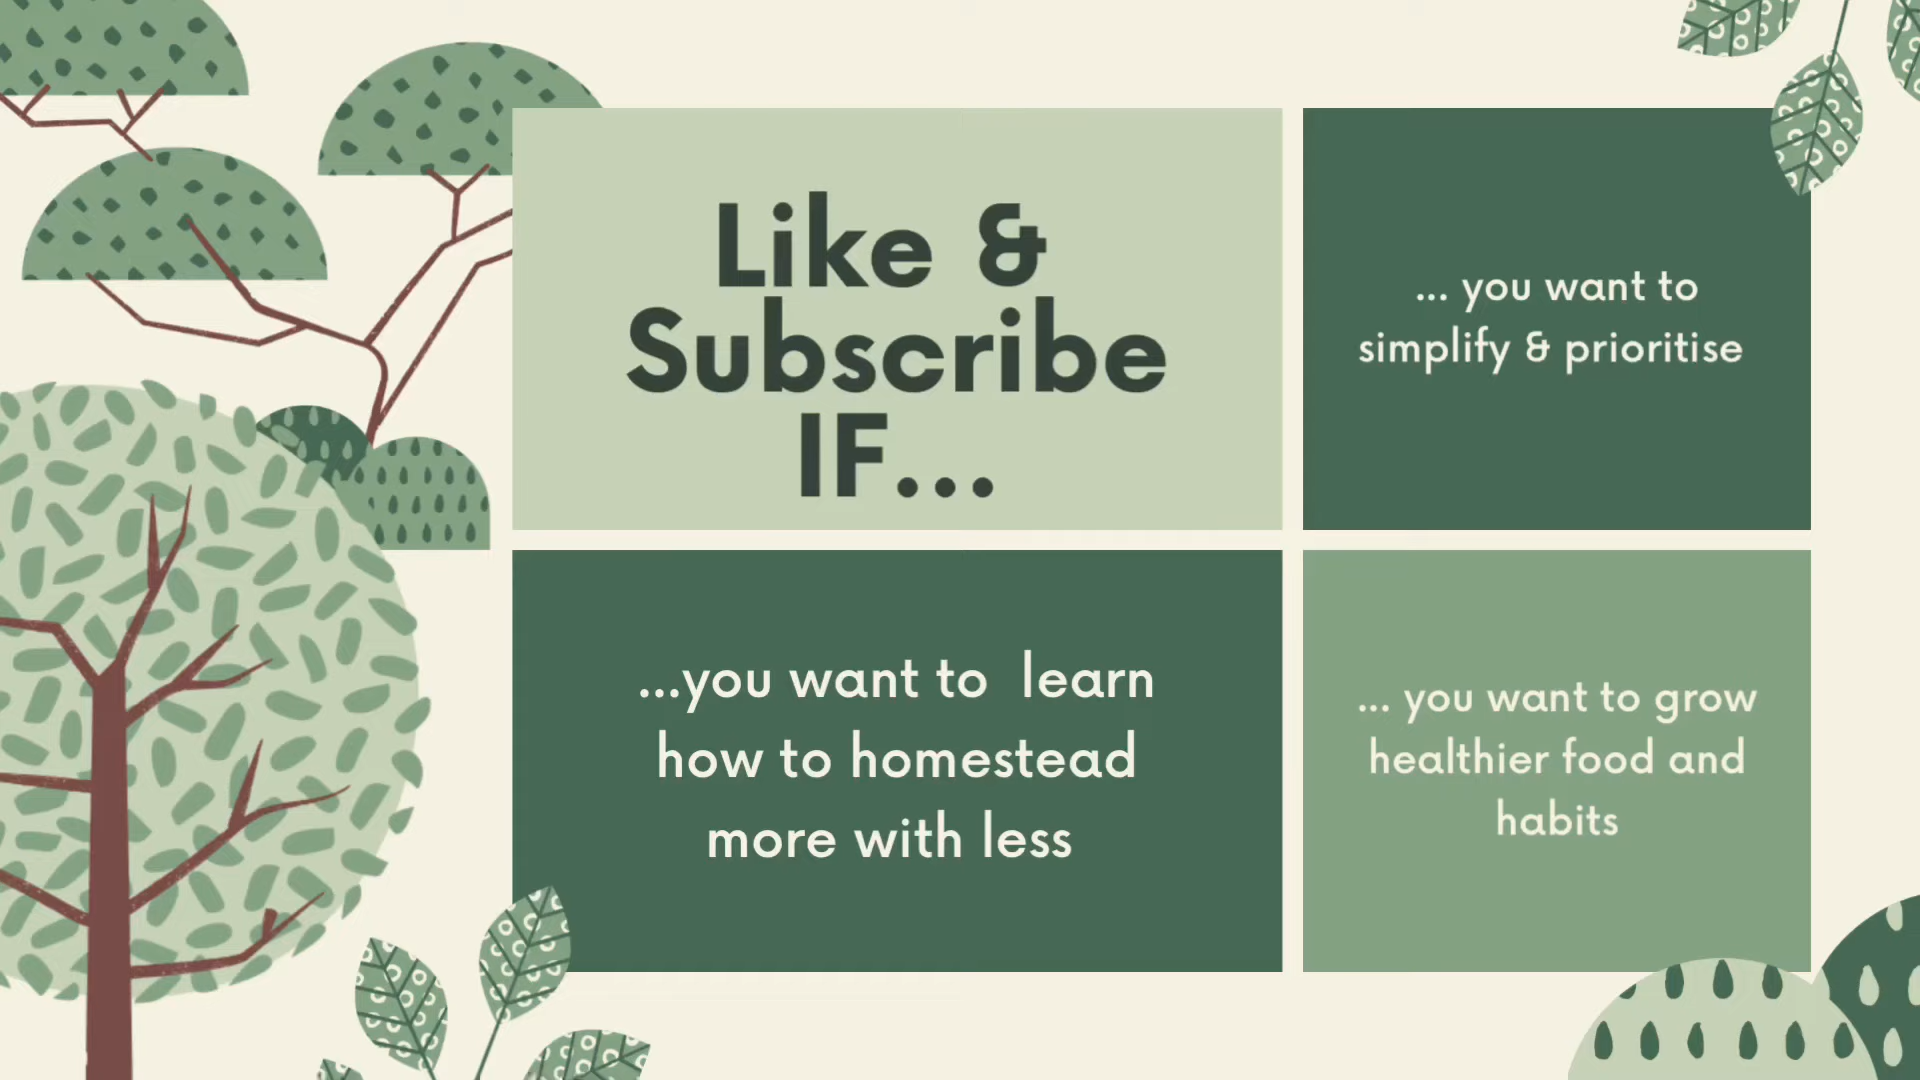 Like &
Subscribe
IF...
... you want to
simplify & prioritise
...you want to  learn
how to homestead
more with less
... you want to grow
healthier food and
habits